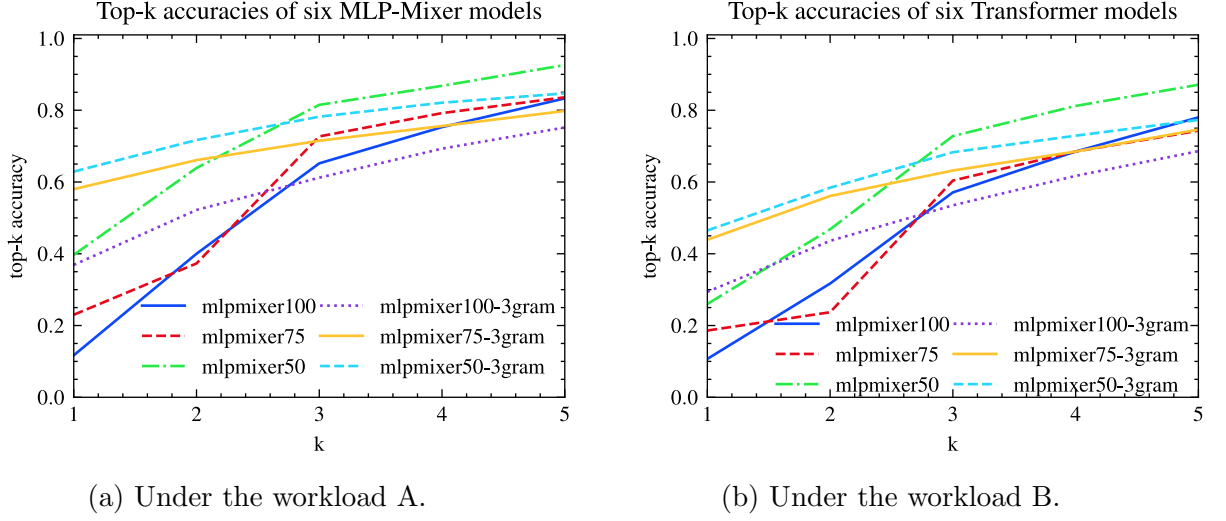 Top-k accuracies of six MLP-Mixer models
1.0
0.8
0.6
0.4
0.2
0.0
top-k accuracy
mlpmixer100
mlpmixer75
mlpmixer50
mlpmixer100-3gram
mlpmixer75-3gram
mlpmixer50-3gram
1 2 3 4 5
k
(a) Under the workload A.
Top-k accuracies of six Transformer models
1.0
0.8
0.6
0.4
0.2
0.0
top-k accuracy
mlpmixer100
mlpmixer75
mlpmixer50
mlpmixer100-3gram
mlpmixer75-3gram
mlpmixer50-3gram
1 2 3 4 5
k
(b) Under the workload B.